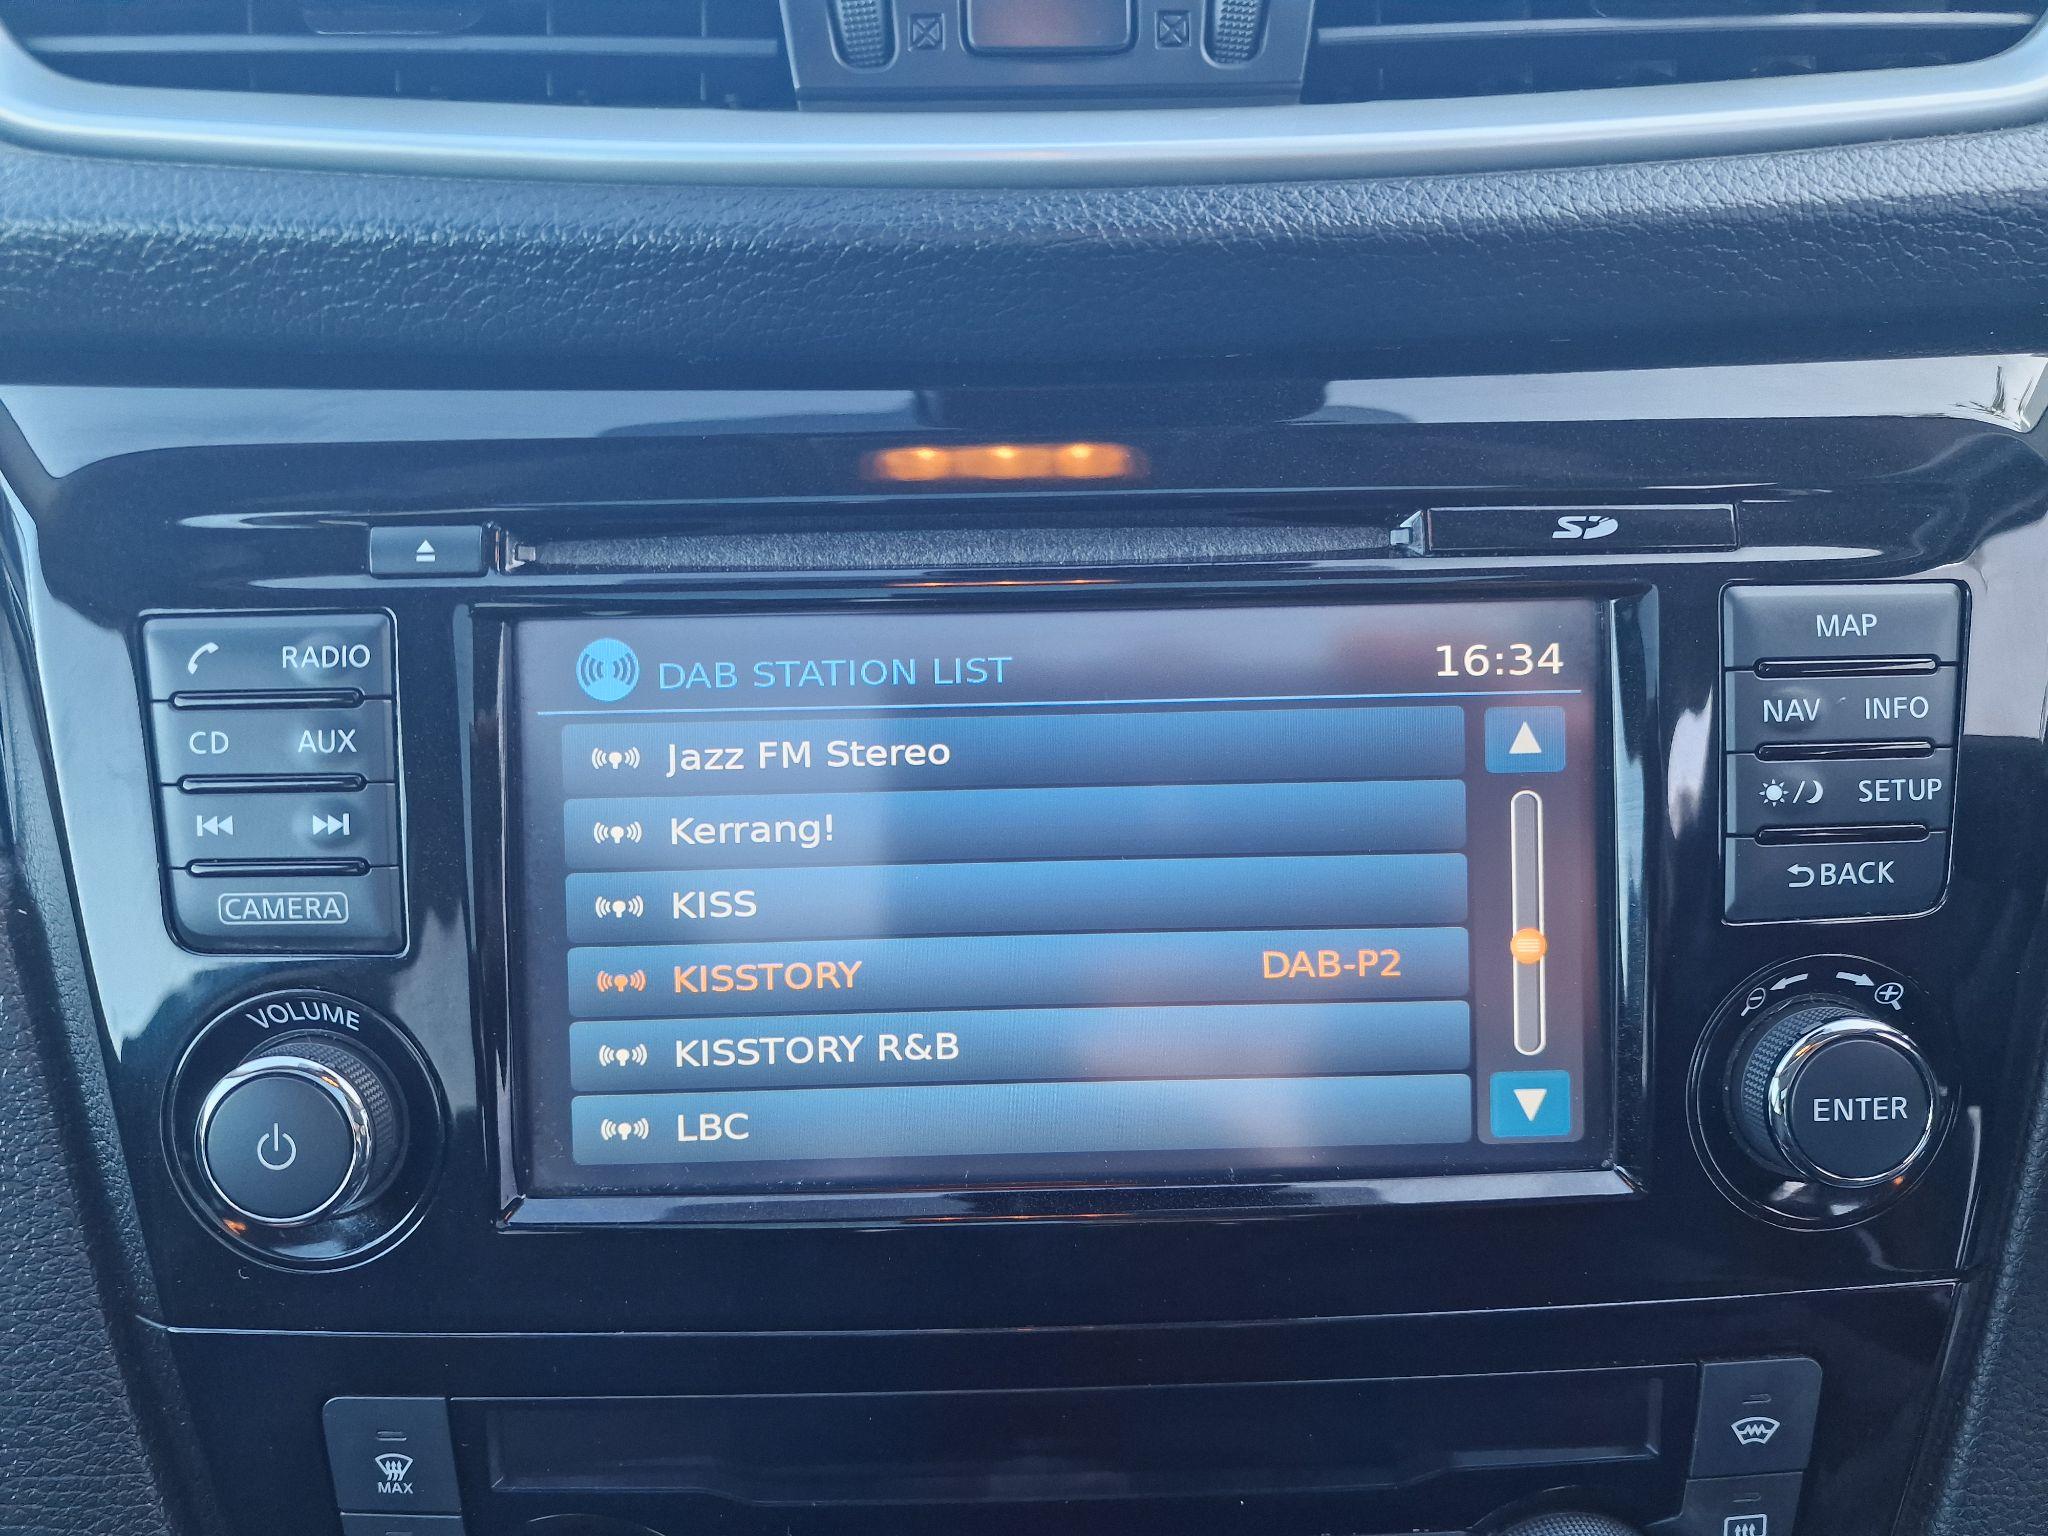 SD
RADIO
CD AUX
CAMERA
VOLUME
DAB STATION LIST 16:34
Jazz FM Stereo
Kerrang!
KISS
KISSTORY DAB-P2
KISSTORY R&B
LBC
MAP
NAV INFO
SETUP
BACK
ENTER
MAX